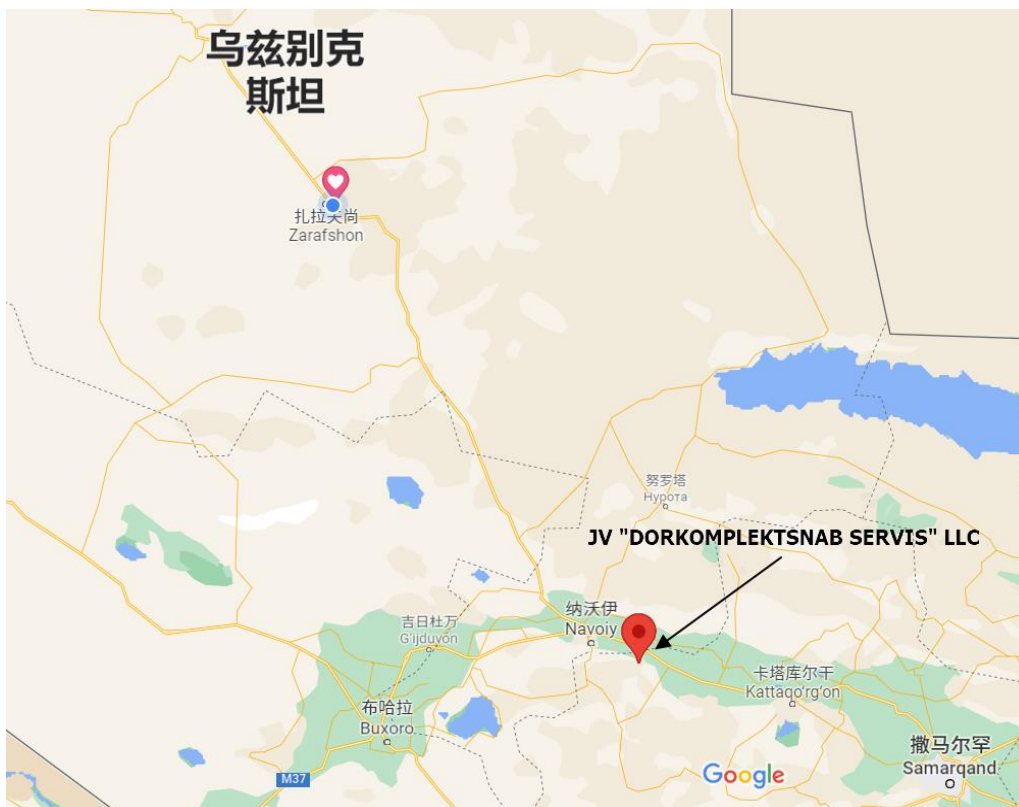 乌兹别克
斯坦
扎拉夫尚
Zarafshon
努罗塔
Нурота
JV "DORKOMPLEKTSNAB SERVIS" LLC
纳沃伊
Navoiy
吉日杜万
G'ijduvon
卡塔库尔干
Kattaqo'rg'on
布哈拉
Buxoro
撒马尔罕
Samarqand
M37
Google